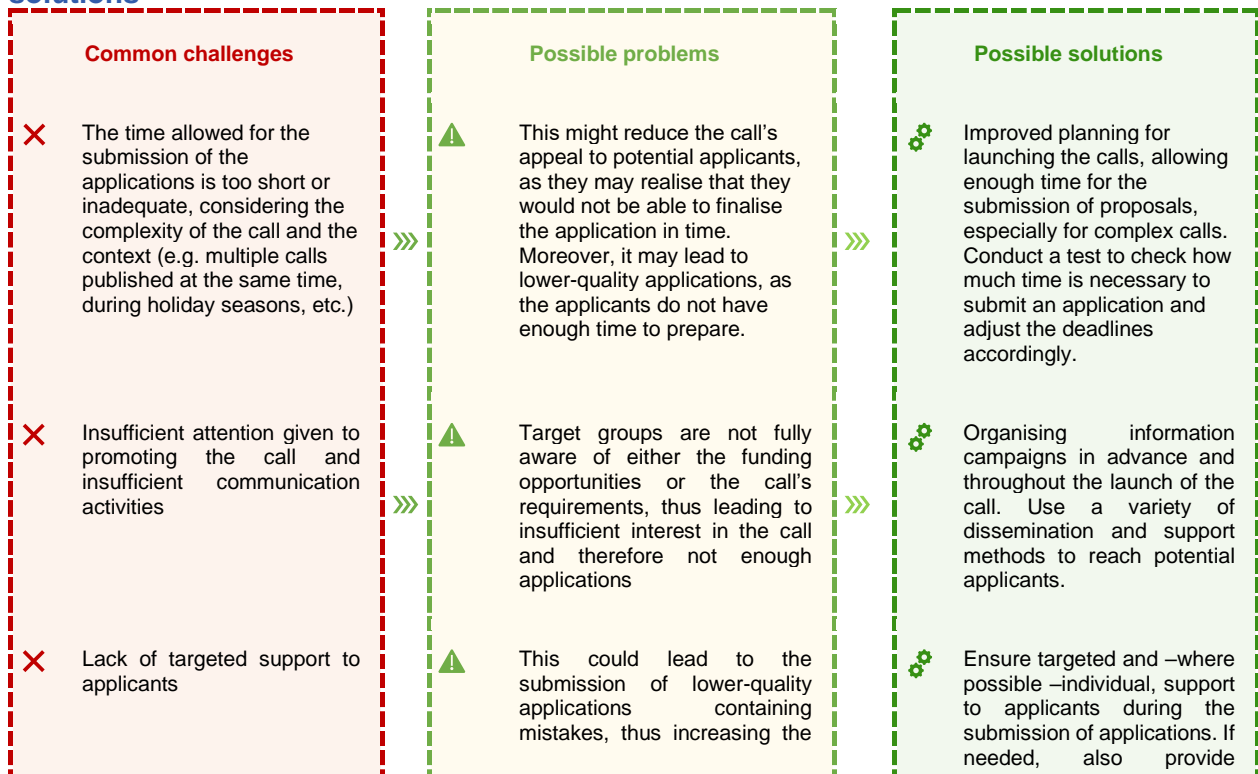 solutions
Common challenges
The time allowed for the
submission of the
applications is too short or
inadequate, considering the
complexity of the call and the
context (e.g. multiple calls
published at the same time,
during holiday seasons, etc.)
Possible problems
This might reduce the call’s
appeal to potential applicants,
as they may realise that they
would not be able to finalise
the application in time.
Moreover, it may lead to
lower-quality applications, as
the applicants do not have
enough time to prepare.
Possible solutions
Improved planning for
launching the calls, allowing
enough time for the
submission of proposals,
especially for complex calls.
Conduct a test to check how
much time is necessary to
submit an application and
adjust the deadlines
accordingly.
Insufficient attention given to
promoting the call and
insufficient communication
activities
Target groups are not fully
aware of either the funding
opportunities or the call’s
requirements, thus leading to
insufficient interest in the call
and therefore not enough
applications
Organising information
campaigns in advance and
throughout the launch of the
call. Use a variety of
dissemination and support
methods to reach potential
applicants.
Lack of targeted support to
applicants
This could lead to the
submission of lower-quality
applications containing
mistakes, thus increasing the
Ensure targeted and –where
possible –individual, support
to applicants during the
submission of applications. If
needed, also provide